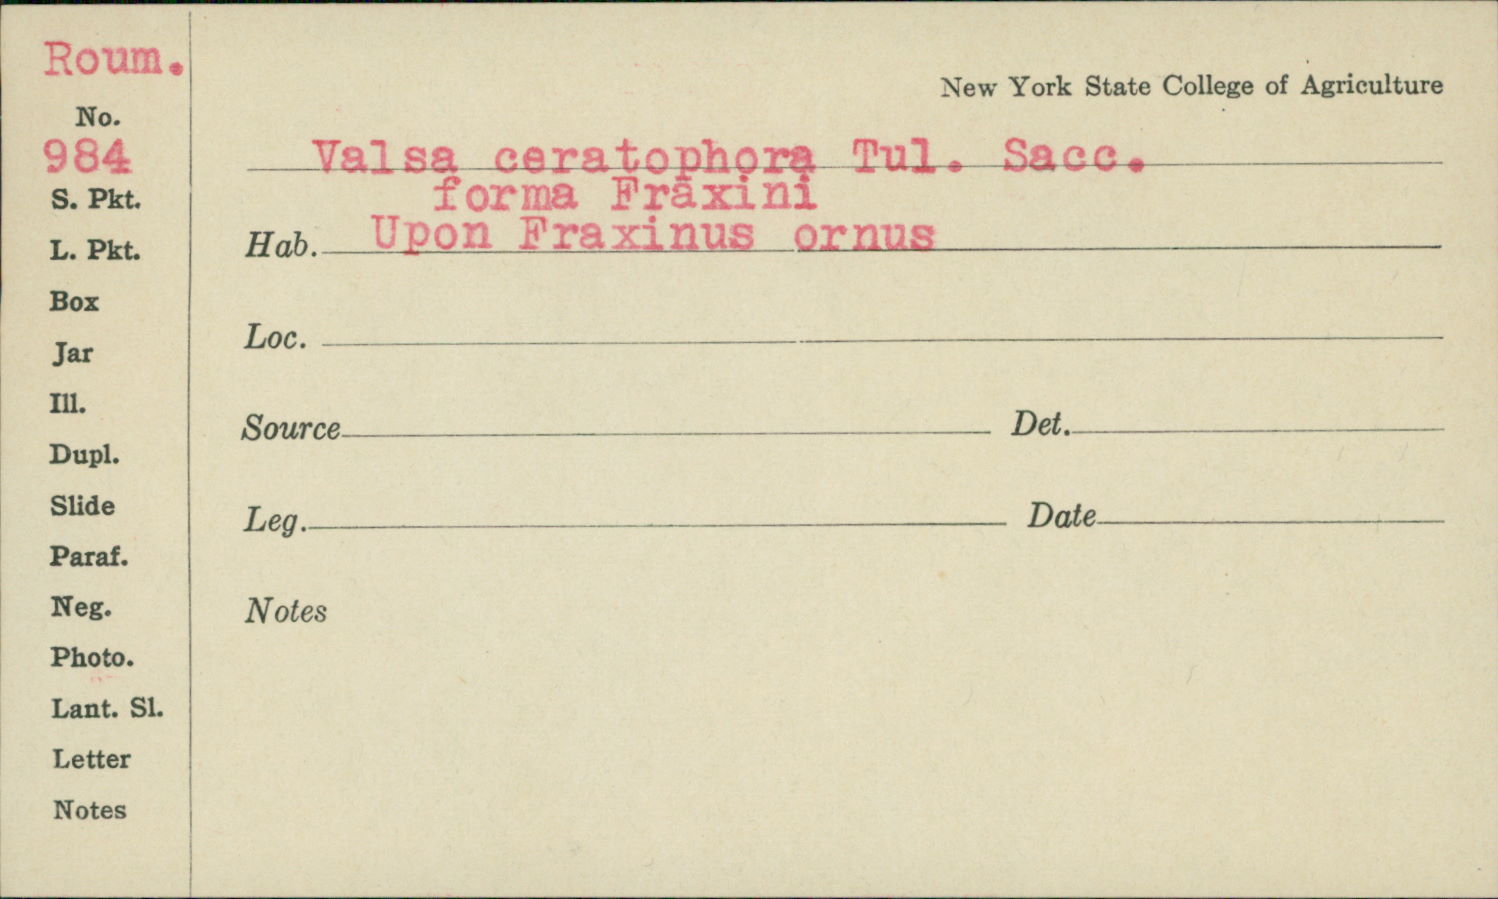 Roum.
New York State College of Agriculture
No.
984
Valsa ceratophora Tul. Sacc.
forma Fraxini
S. Pkt.
Hab. Upon Fraxinus ornus
L. Pkt.
Box
Loc.
Jar
Ill.
Source Det.
Dupl.
Slide
Leg. Date
Paraf.
Neg.
Notes
Photo.
Lant. Sl.
Letter
Notes